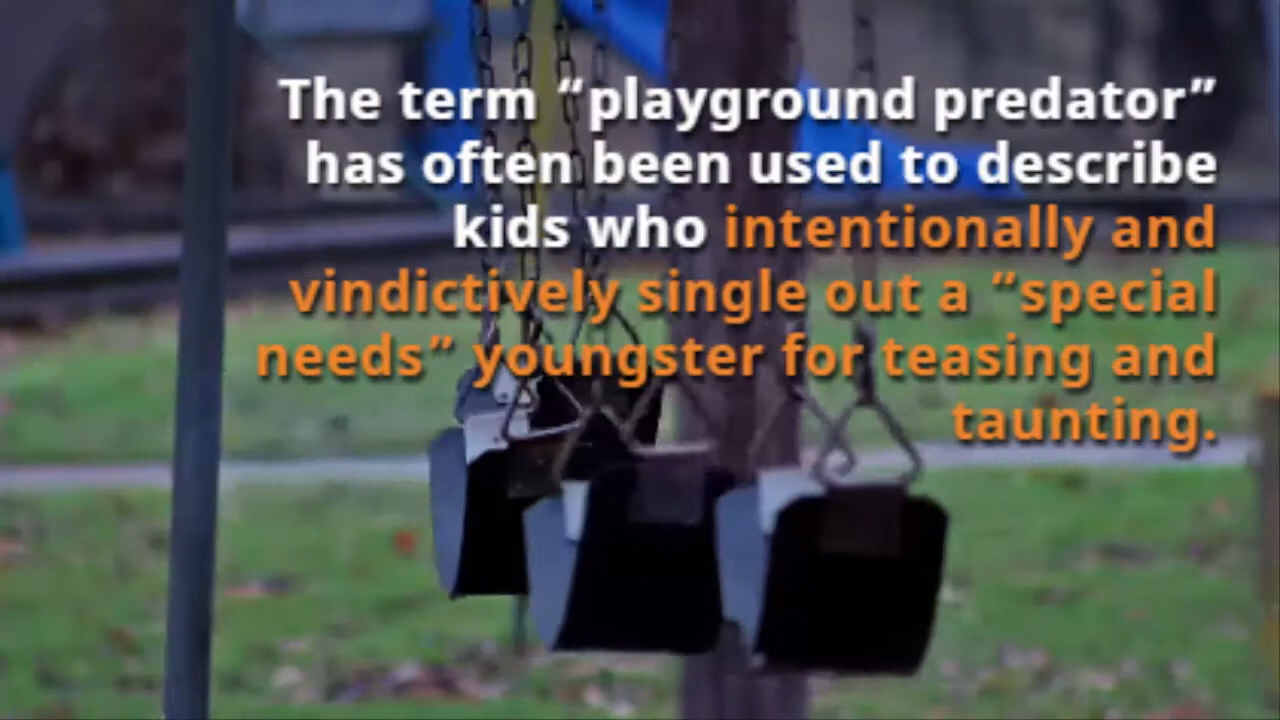 The term “playground predator”
has often been used to describe
kids who intentionally and
vindictively single out a “special
needs” youngster for teasing and
taunting.